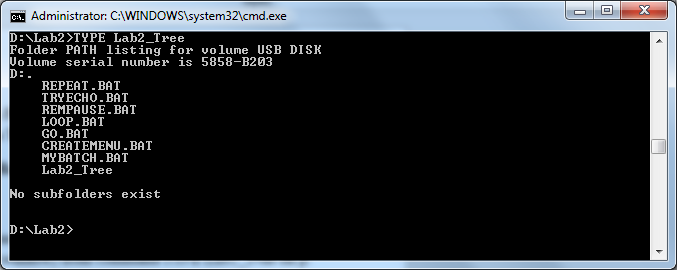 Administrator: C:\WINDOWS\system32\cmd.exe
D:\Lab2>TYPE Lab2_Tree
Folder PATH listing for volume USB DISK
Volume serial number is 5858-B203
D:.
REPEAT.BAT
TRYECHO.BAT
REMPAUSE.BAT
LOOP.BAT
GO.BAT
CREATEMENU.BAT
MYBATCH.BAT
Lab2_Tree
No subfolders exist
D:\Lab2>